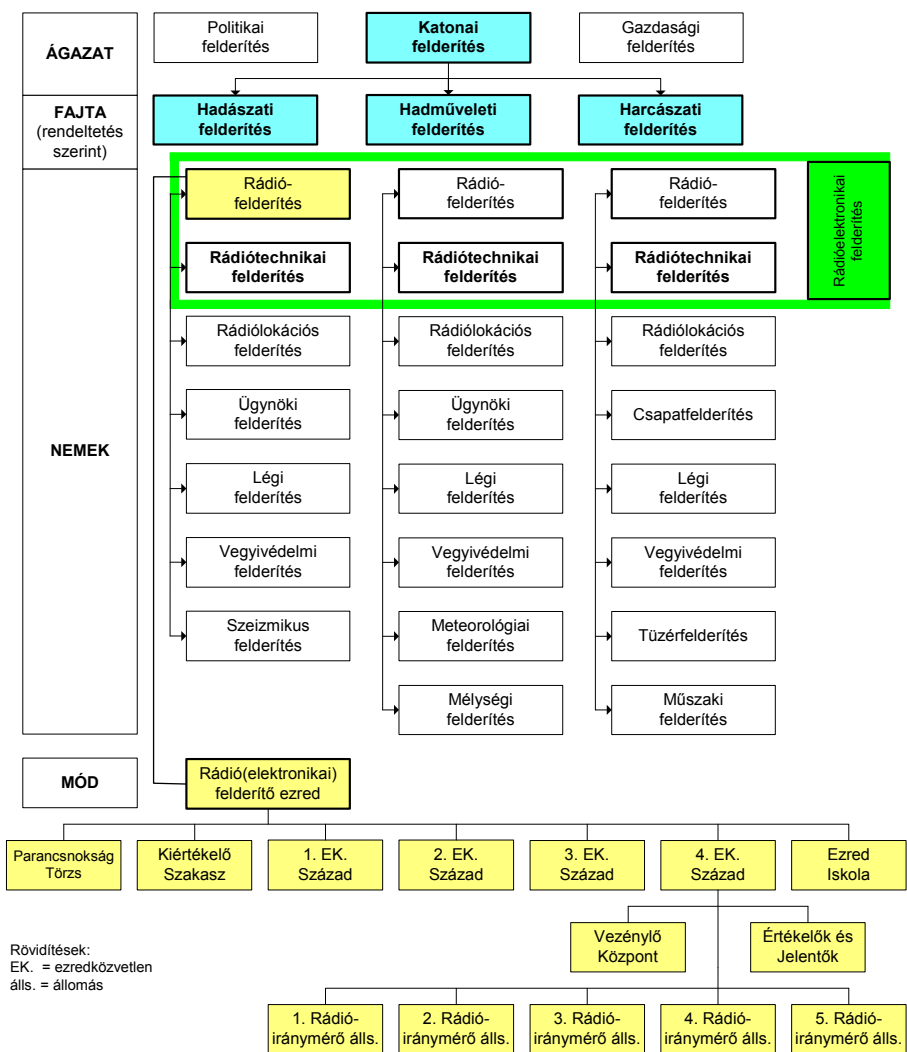 ÁGAZAT
Politikai
felderítés
Katonai
felderítés
Gazdasági
felderítés
FAJTA
(rendeltetés
szerint)
Hadászati
felderítés
Hadműveleti
felderítés
Harcászati
felderítés
NEMEK
Rádió-
felderítés
Rádió-
felderítés
Rádió-
felderítés
Rádióelektronikai
felderítés
Rádiótechnikai
felderítés
Rádiótechnikai
felderítés
Rádiótechnikai
felderítés
Rádiólokációs
felderítés
Rádiólokációs
felderítés
Rádiólokációs
felderítés
Ügynöki
felderítés
Ügynöki
felderítés
Csapatfelderítés
Légi
felderítés
Légi
felderítés
Légi
felderítés
Vegyivédelmi
felderítés
Vegyivédelmi
felderítés
Vegyivédelmi
felderítés
Szeizmikus
felderítés
Meteorológiai
felderítés
Tüzérfelderítés
Mélységi
felderítés
Műszaki
felderítés
MÓD
Rádió(elektronikai)
felderítő ezred
Parancsnokság
Törzs
Kiértékelő
Szakasz
1. EK.
Század
2. EK.
Század
3. EK.
Század
4. EK.
Század
Ezred
Iskola
Vezénylő
Központ
Értékelők és
Jelentők
Rövidítések:
EK. = ezredközvetlen
álls. = állomás
1. Rádió-
iránymérő álls.
2. Rádió-
iránymérő álls.
3. Rádió-
iránymérő álls.
4. Rádió-
iránymérő álls.
5. Rádió-
iránymérő álls.